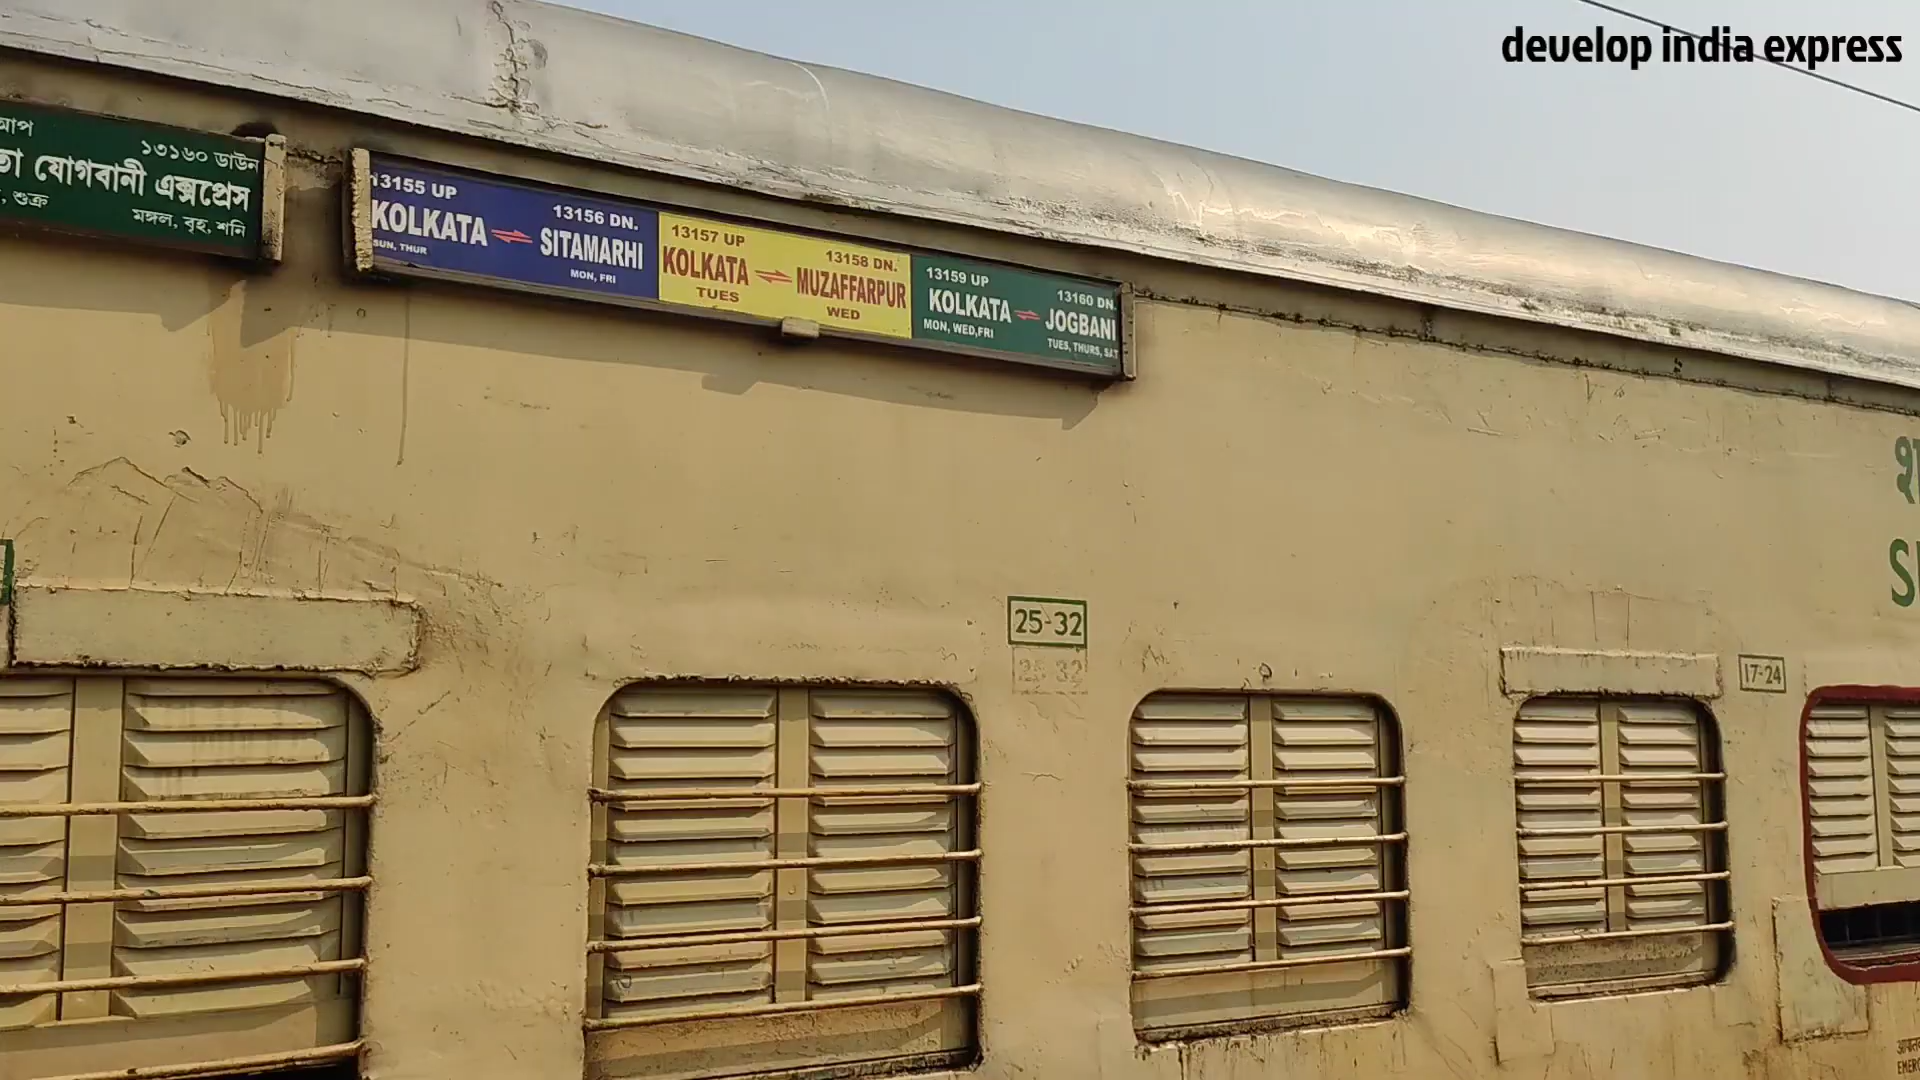 develop india express
আপ
১৩১৬০ ডাউন
যোগবানী এক্সপ্রেস
শুক্র
মঙ্গল, বৃহ, শনি
13155 UP
KOLKATA
SUN, THUR
13156 DN.
SITAMARHI
MON, FRI
13157 UP
KOLKATA
TUES
13158 DN.
MUZAFFARPUR
WED
13159 UP
KOLKATA
MON, WED, FRI
13160 DN.
JOGBANI
TUES, THURS, SAT
25-32
25-32
17-24